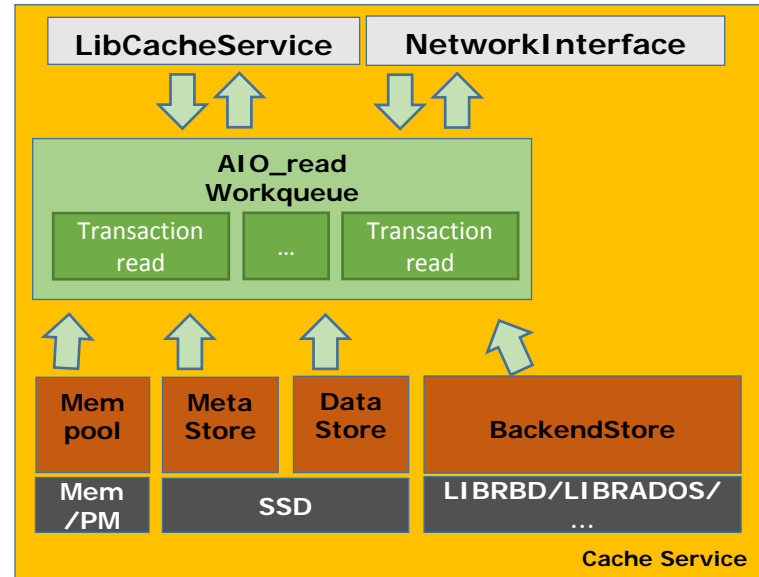 LibCacheService
NetworkInterface
AIO_read
Workqueue
Transaction
read
...
Transaction
read
Mem
pool
Meta
Store
Data
Store
BackendStore
Mem
/PM
SSD
LIBRBD/LIBRADOS/
...
Cache Service